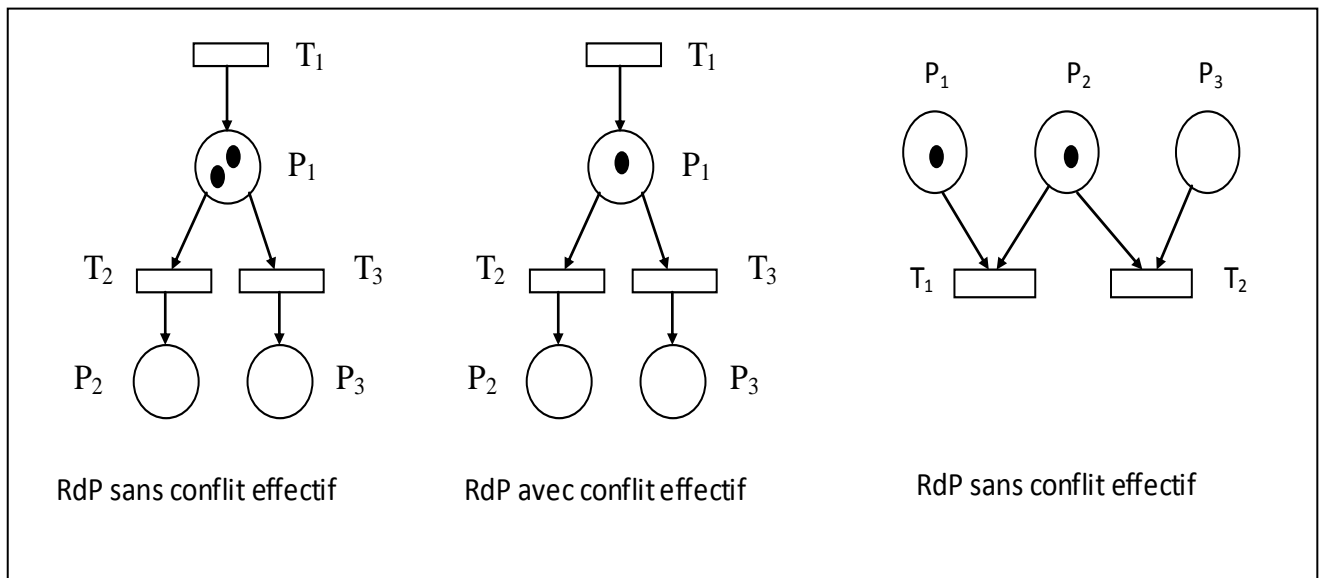 T₁
P₁
T₂ T₃
P₂ P₃
RdP sans conflit effectif
T₁
P₁
T₂ T₃
P₂ P₃
RdP avec conflit effectif
P₁ P₂ P₃
T₁ T₂
RdP sans conflit effectif